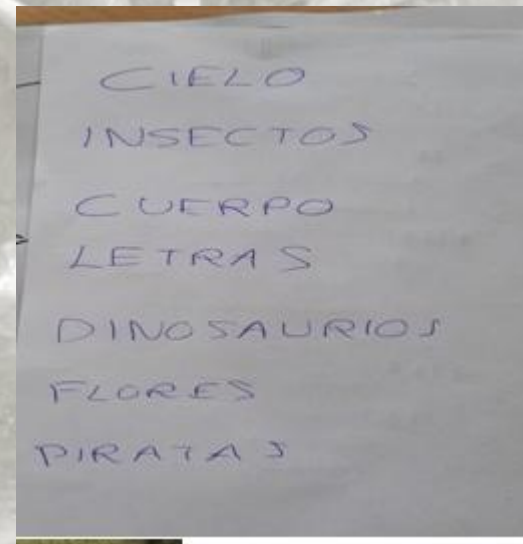 CIELO
INSECTOS
CUERPO
LETRAS
DINOSAURIOS
FLORES
PIRATAS